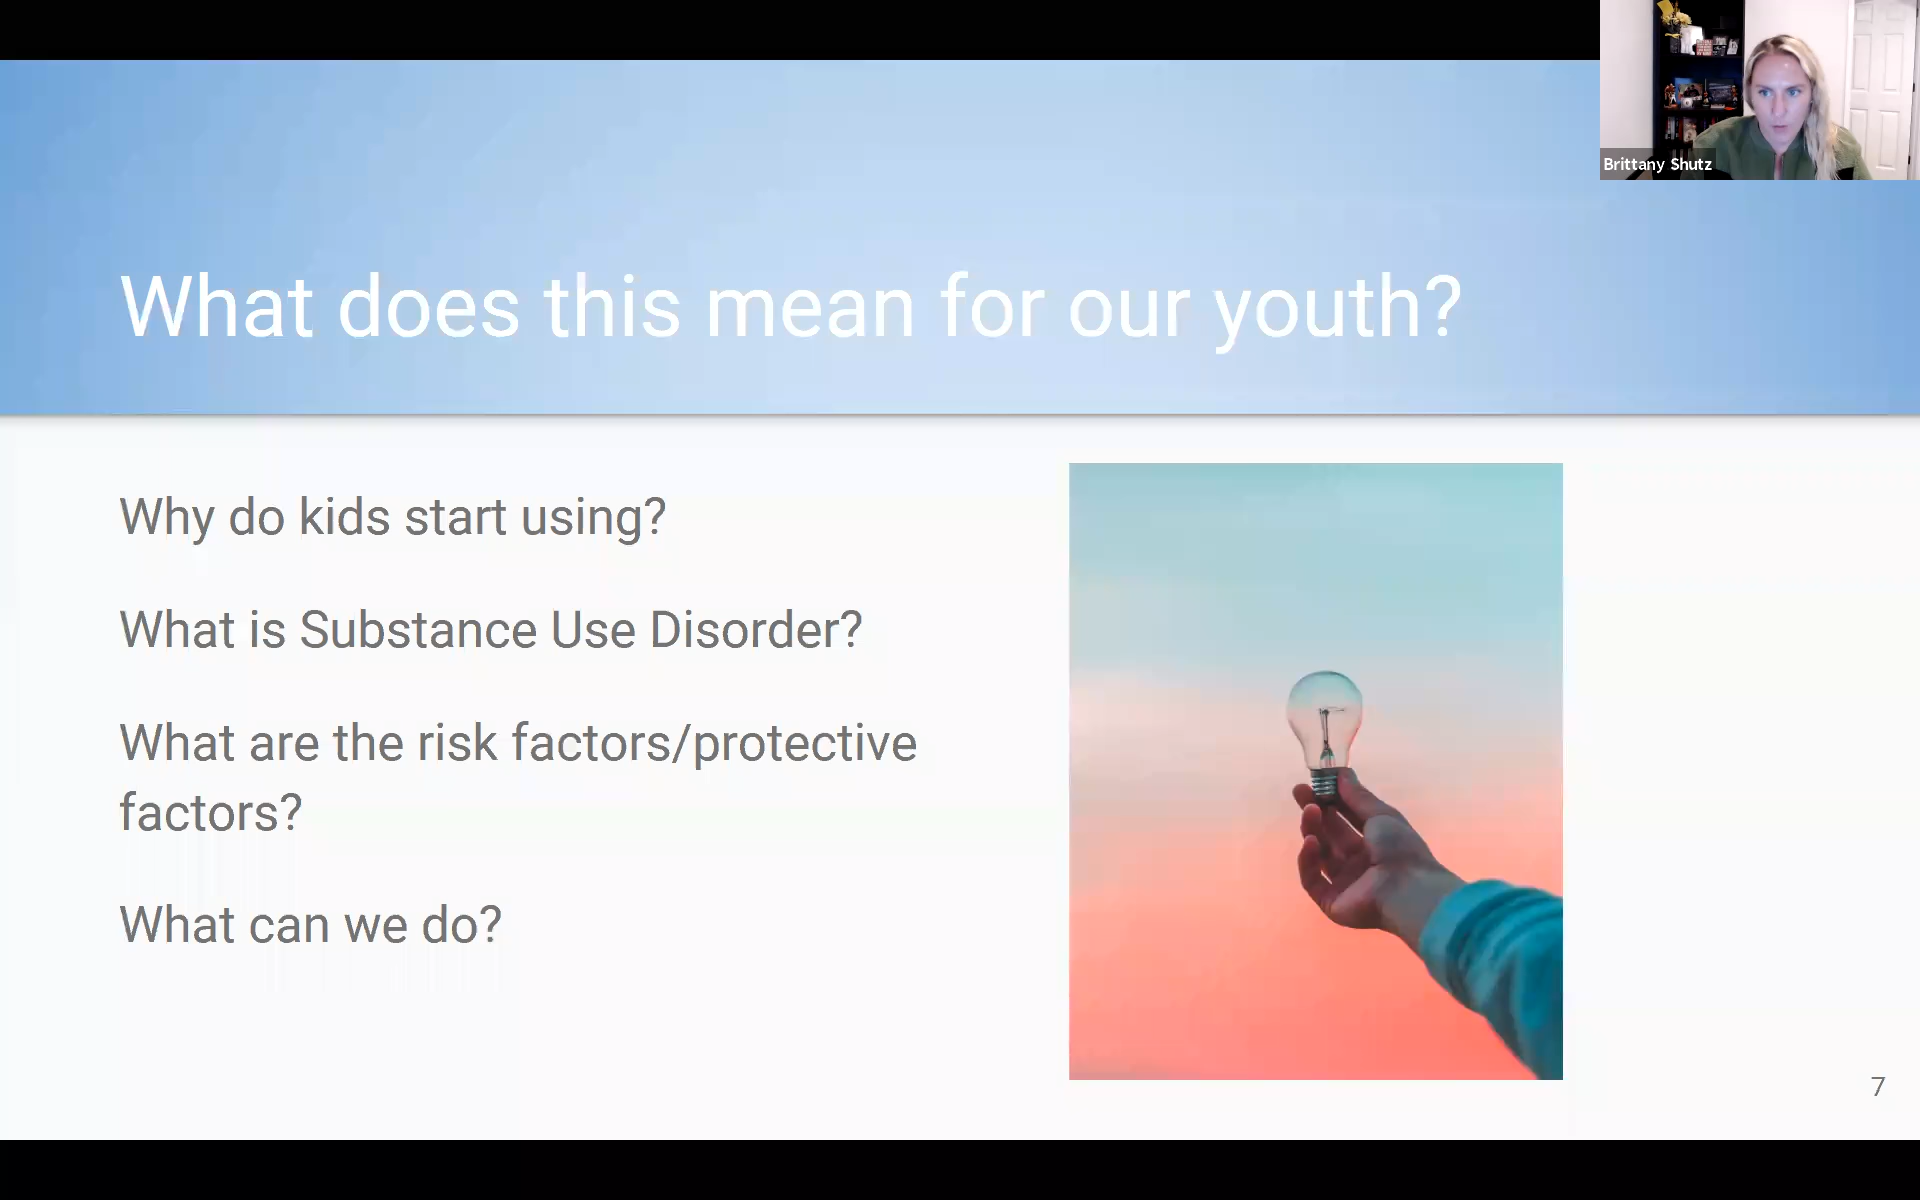 Brittany Shutz
What does this mean for our youth?
Why do kids start using?
What is Substance Use Disorder?
What are the risk factors/protective
factors?
What can we do?
7